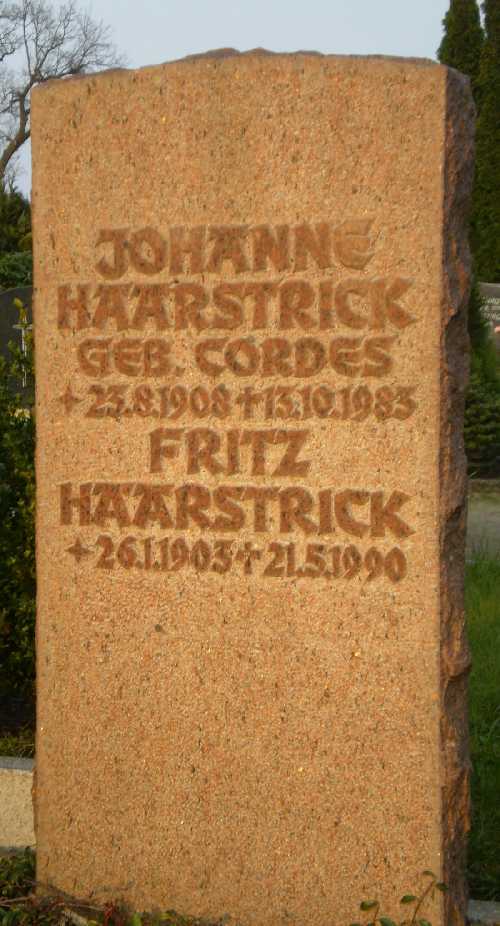 JOHANNE
HAARSTRICK
GEB. CORDES
✦ 23.8.1908 ✝ 13.10.1983
FRITZ
HAARSTRICK
✦ 26.1.1903 ✝ 21.5.1990